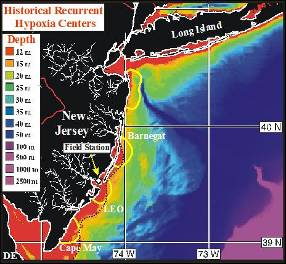 Historical Recurrent
Hypoxia Centers
Depth
12 m
15 m
20 m
25 m
30 m
35 m
40 m
50 m
100 m
500 m
1000 m
2500 m
Long Island
New
Jersey
Barnegat
Field Station
40 N
LEO
Cape May
DE
74 W
73 W
39 N